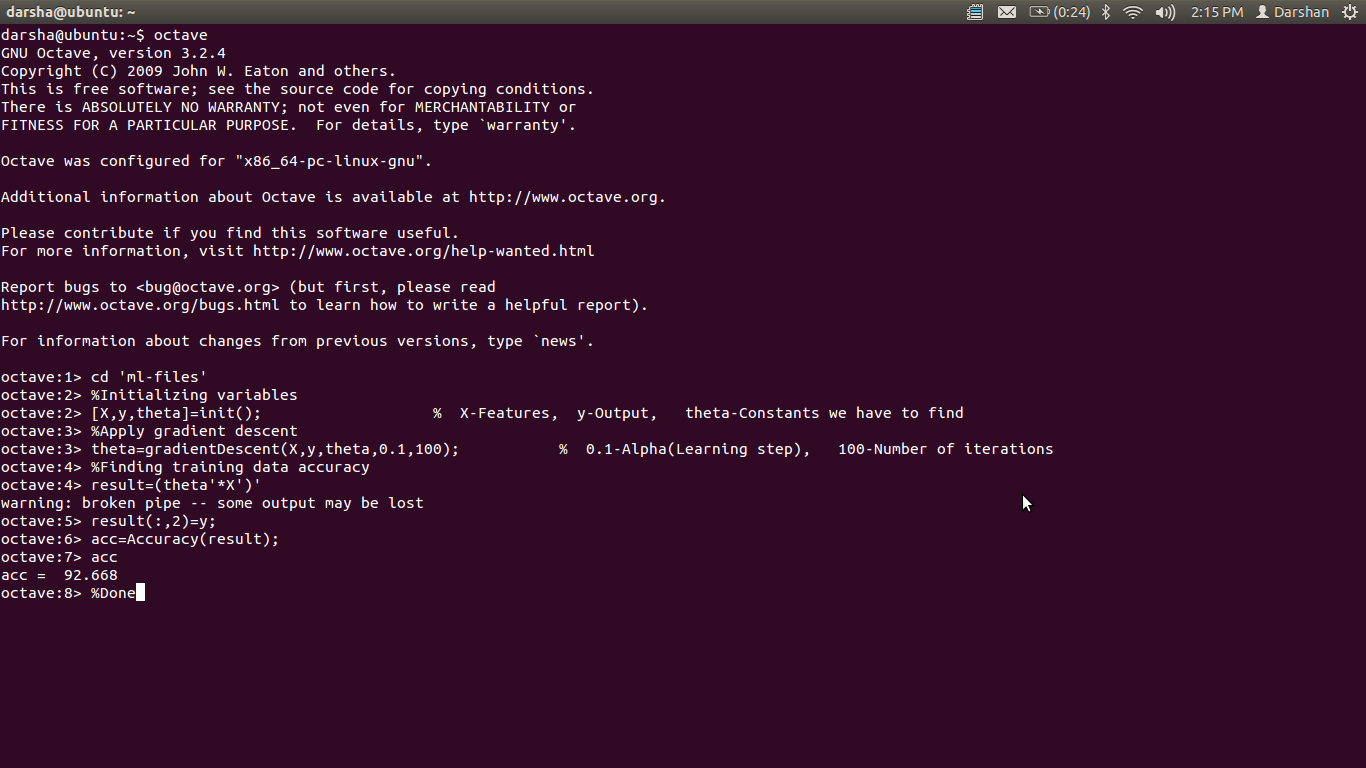 darsha@ubuntu: ~ (0:24) 2:15 PM Darshan
darsha@ubuntu:~$ octave
GNU Octave, version 3.2.4
Copyright (C) 2009 John W. Eaton and others.
This is free software; see the source code for copying conditions.
There is ABSOLUTELY NO WARRANTY; not even for MERCHANTABILITY or
FITNESS FOR A PARTICULAR PURPOSE.  For details, type `warranty'.
Octave was configured for "x86_64-pc-linux-gnu".
Additional information about Octave is available at http://www.octave.org.
Please contribute if you find this software useful.
For more information, visit http://www.octave.org/help-wanted.html
Report bugs to <bug@octave.org> (but first, please read
http://www.octave.org/bugs.html to learn how to write a helpful report).
For information about changes from previous versions, type `news'.
octave:1> cd 'ml-files'
octave:2> %Initializing variables
octave:2> [X,y,theta]=init();                   %  X-Features,  y-Output,   theta-Constants we have to find
octave:3> %Apply gradient descent
octave:3> theta=gradientDescent(X,y,theta,0.1,100);           %  0.1-Alpha(Learning step),   100-Number of iterations
octave:4> %Finding training data accuracy
octave:4> result=(theta'*X')'
warning: broken pipe -- some output may be lost
octave:5> result(:,2)=y;
octave:6> acc=Accuracy(result);
octave:7> acc
acc =  92.668
octave:8> %Done